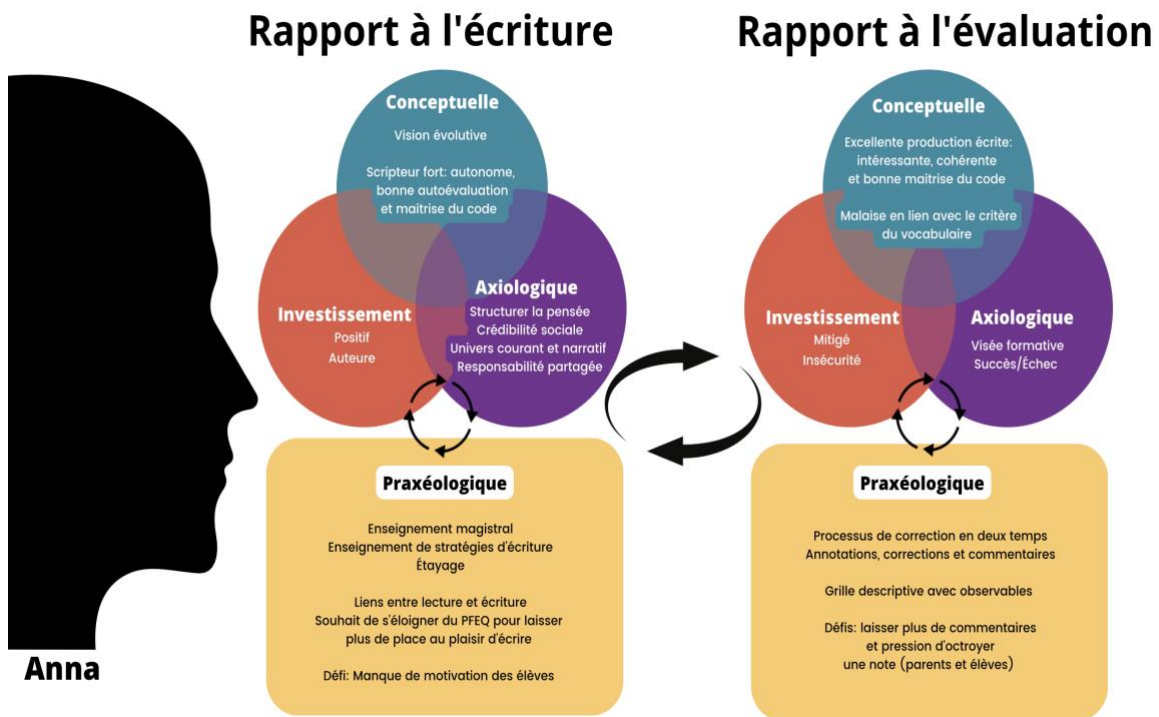 Rapport à l'écriture
Conceptuelle
Vision évolutive
Scripteur fort: autonome,
bonne autoévaluation
et maitrise du code
Investissement
Positif
Auteure
Axiologique
Structurer la pensée
Crédibilité sociale
Univers courant et narratif
Responsabilité partagée
Praxéologique
Enseignement magistral
Enseignement de stratégies d'écriture
Étayage
Liens entre lecture et écriture
Souhait de s'éloigner du PFEQ pour laisser
plus de place au plaisir d'écrire
Défi: Manque de motivation des élèves
Rapport à l'évaluation
Conceptuelle
Excellente production écrite:
intéressante, cohérente
et bonne maitrise du code
Malaise en lien avec le critère
du vocabulaire
Investissement
Mitigé
Insécurité
Axiologique
Visée formative
Succès/Échec
Praxéologique
Processus de correction en deux temps
Annotations, corrections et commentaires
Grille descriptive avec observables
Défis: laisser plus de commentaires
et pression d'octroyer
une note (parents et élèves)
Anna